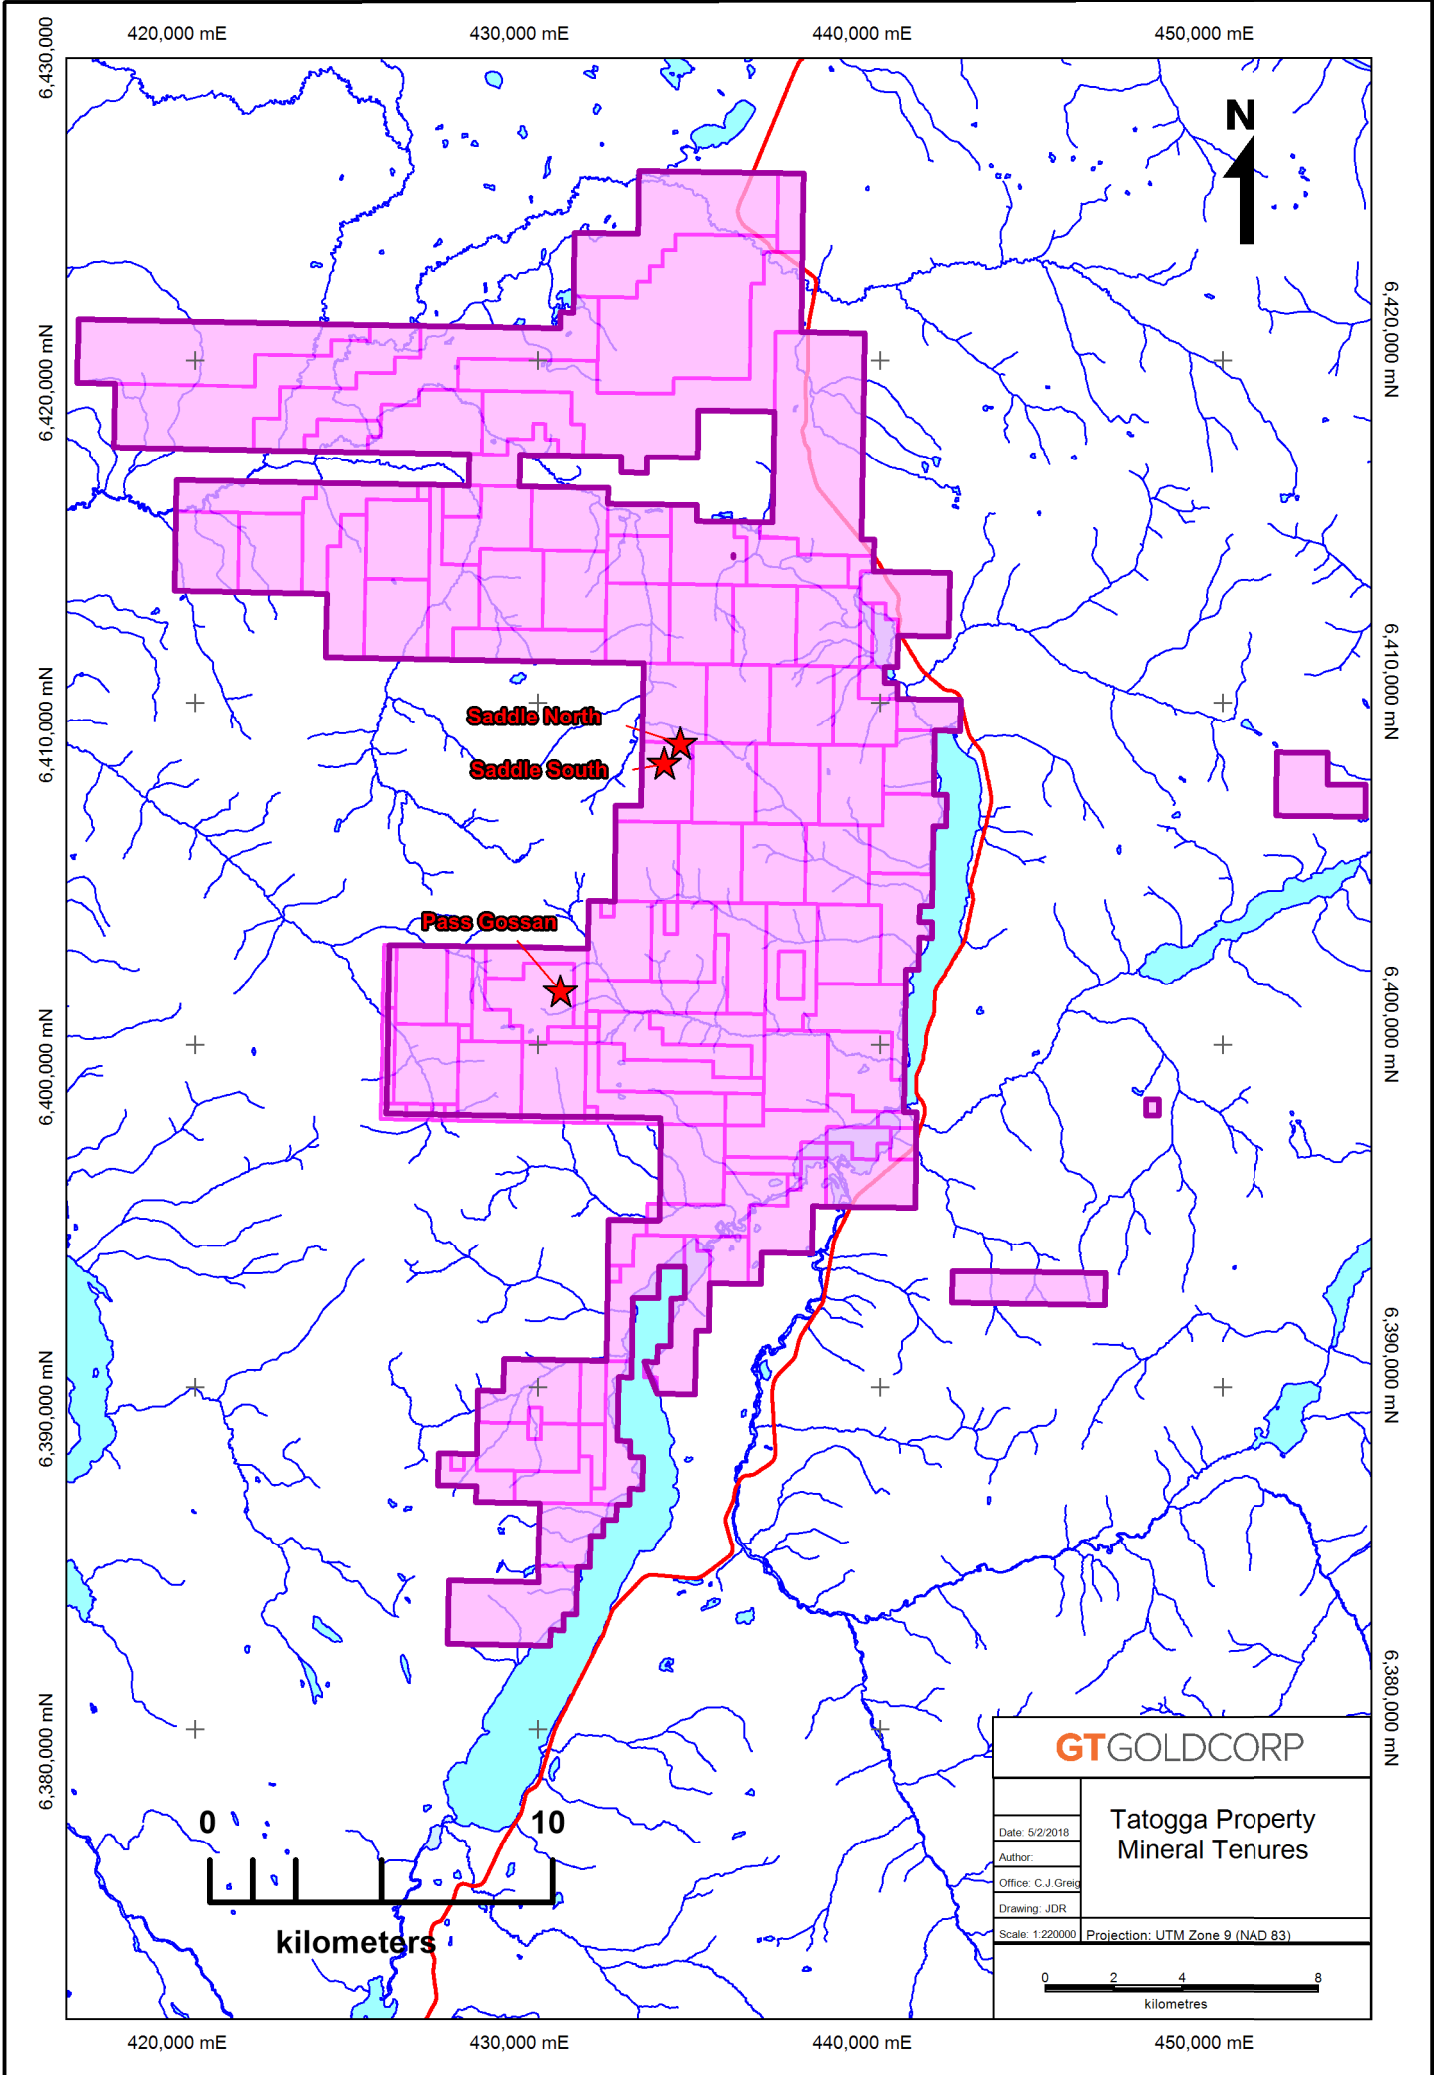 420,000 mE
430,000 mE
440,000 mE
450,000 mE
6,430,000
N
6,420,000 mN
6,420,000 mN
6,410,000 mN
6,410,000 mN
Saddle North
Saddle South
Pass Gossan
6,400,000 mN
6,400,000 mN
6,390,000 mN
6,390,000 mN
6,380,000 mN
6,380,000 mN
0 10
kilometers
GTGOLDCORP
Tatogga Property
Mineral Tenures
Date: 5/2/2018
Author:
Office: C.J.Greig
Drawing: JDR
Scale: 1:220000
Projection: UTM Zone 9 (NAD 83)
0 2 4 8
kilometres
420,000 mE
430,000 mE
440,000 mE
450,000 mE